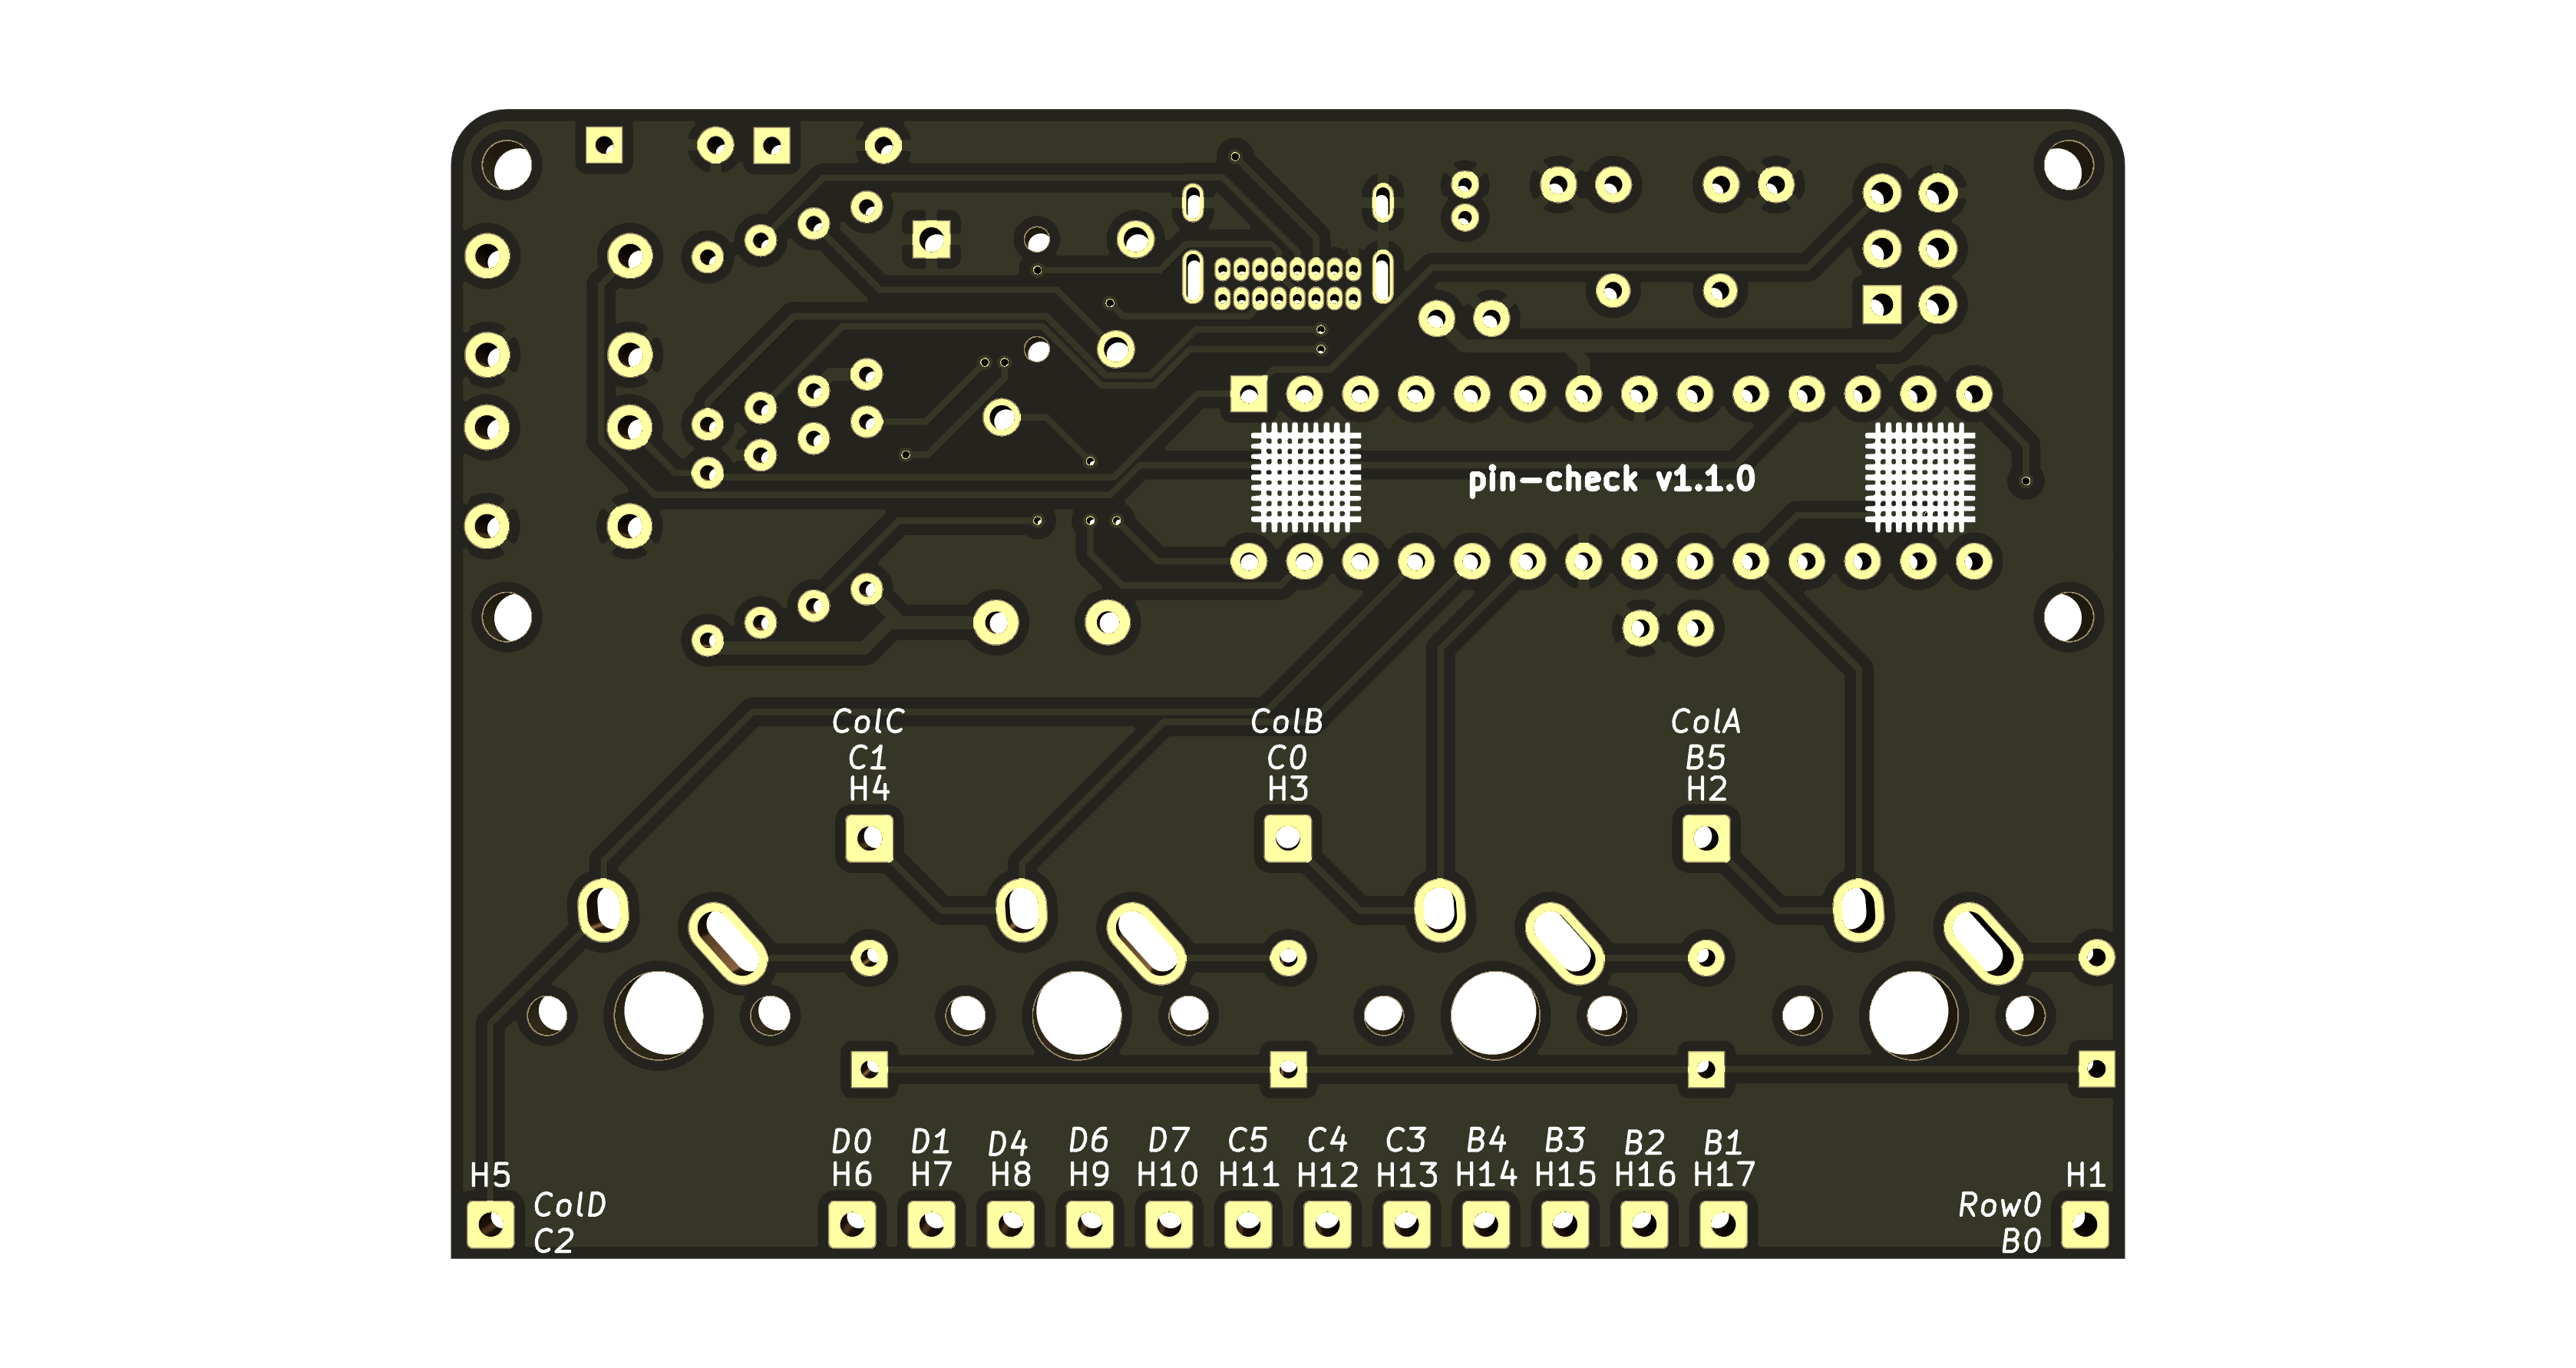 pin-check v1.1.0
ColC
C1
H4
ColB
C0
H3
ColA
B5
H2
D0 D1 D4 D6 D7 C5 C4 C3 B4 B3 B2 B1
H6 H7 H8 H9 H10 H11 H12 H13 H14 H15 H16 H17
H5
ColD
C2
H1
Row0
B0